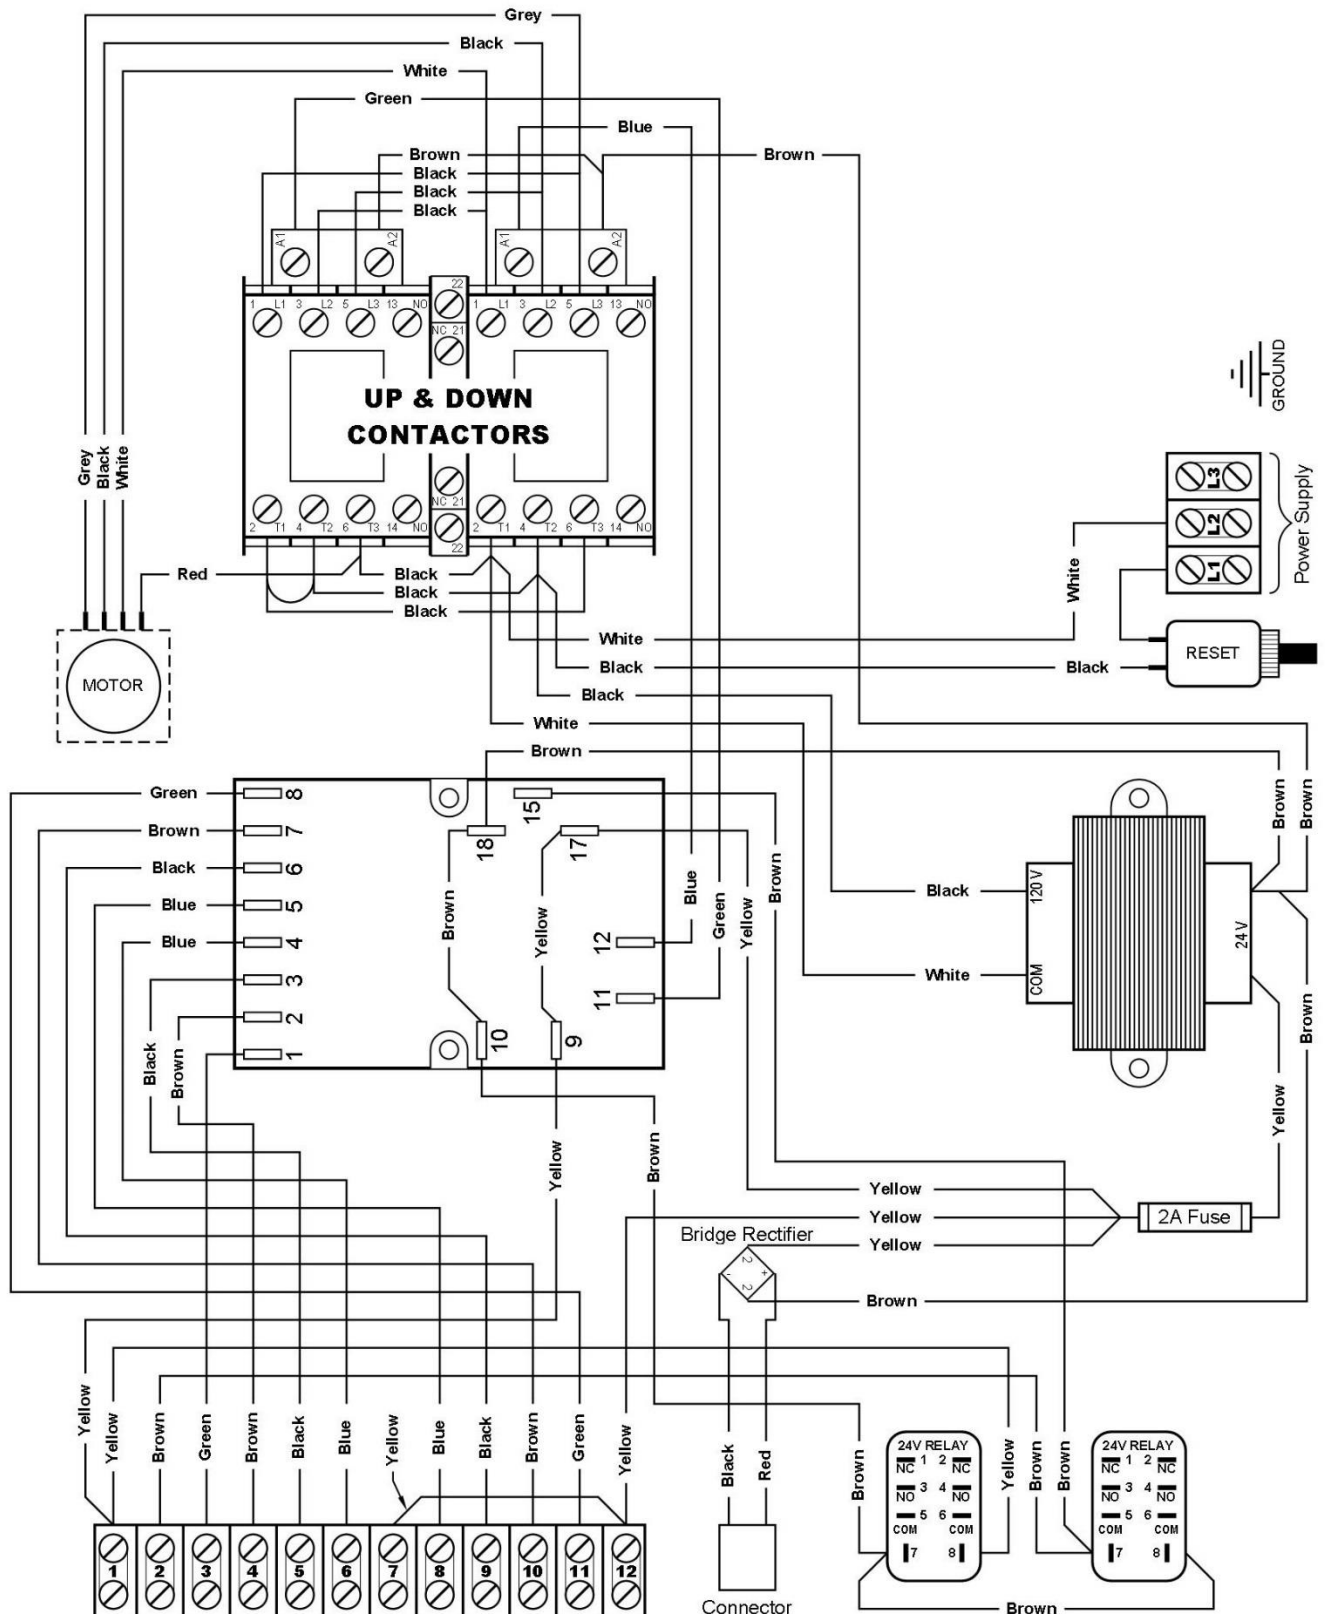 Grey
Black
White
Green
Blue
Brown
Brown
Black
Black
Black
A1
A2
A1
A2
1 L1 3 L2 5 L3 13 NO
22
NC 21
1 L1 3 L2 5 L3 13 NO
UP & DOWN
CONTACTORS
GROUND
Grey
Black
White
NC 21
22
2 T1 4 T2 6 T3 14 NO
2 T1 4 T2 6 T3 14 NO
L3
L2
L1
Power Supply
Red
Black
Black
Black
White
White
Black
Black
RESET
MOTOR
Black
White
Brown
Green
Brown
Black
Blue
Blue
8
7
6
5
4
3
2
1
15
18
17
12
11
10
9
Brown
Yellow
Blue
Green
Yellow
Brown
Brown
Brown
Black
White
120 V
COM
24 V
Brown
Yellow
Black
Brown
Yellow
Brown
Yellow
Yellow
Yellow
2A Fuse
Bridge Rectifier
2
- +
2
Brown
Yellow
Yellow
Brown
Green
Brown
Black
Blue
Yellow
Blue
Black
Brown
Green
Yellow
Black
Red
Brown
Yellow
Brown
Brown
24V RELAY
1 2
NC NC
3 4
NO NO
5 6
COM COM
7 8
24V RELAY
1 2
NC NC
3 4
NO NO
5 6
COM COM
7 8
1 2 3 4 5 6 7 8 9 10 11 12
Connector
Brown